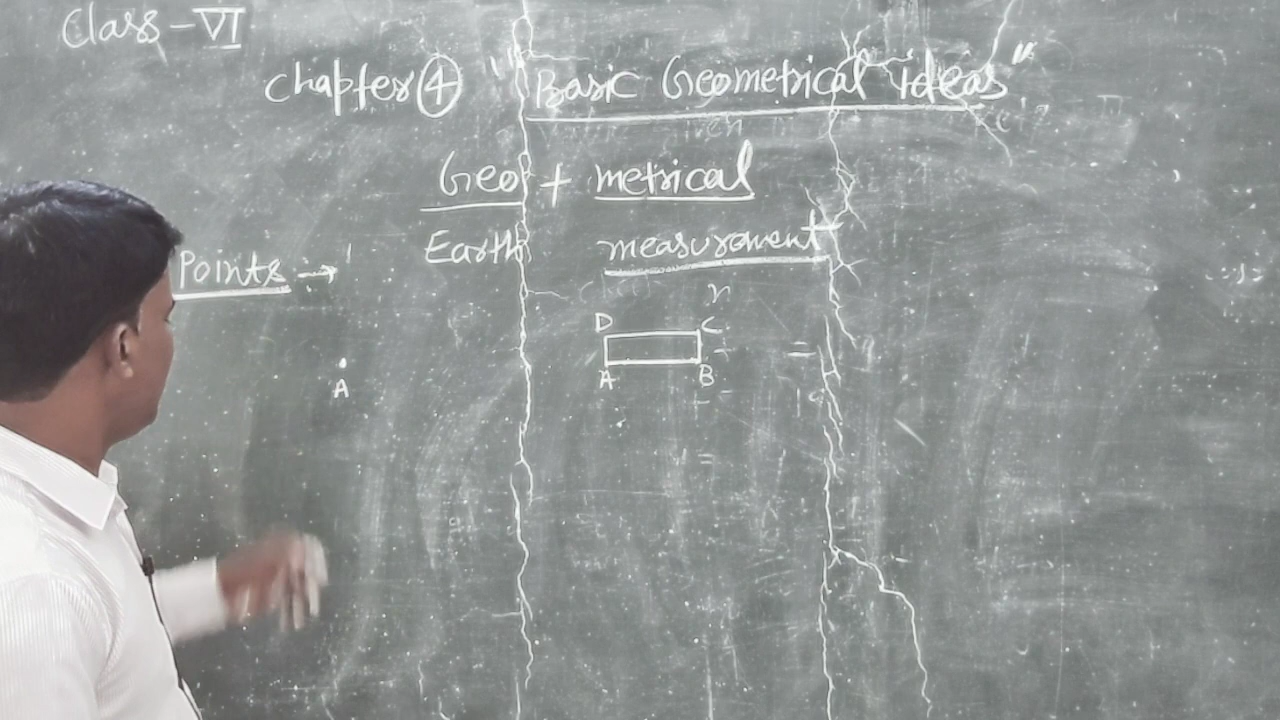 Class - VI
Chapter 4 "Basic Geometrical ideas"
Geo + metrical
Earth measurement
Points →
D C
A B
A